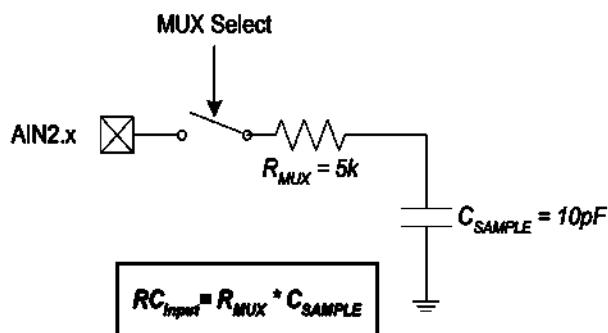 MUX Select
AIN2.x
R_MUX = 5k
C_SAMPLE = 10pF
RC_Input = R_MUX * C_SAMPLE